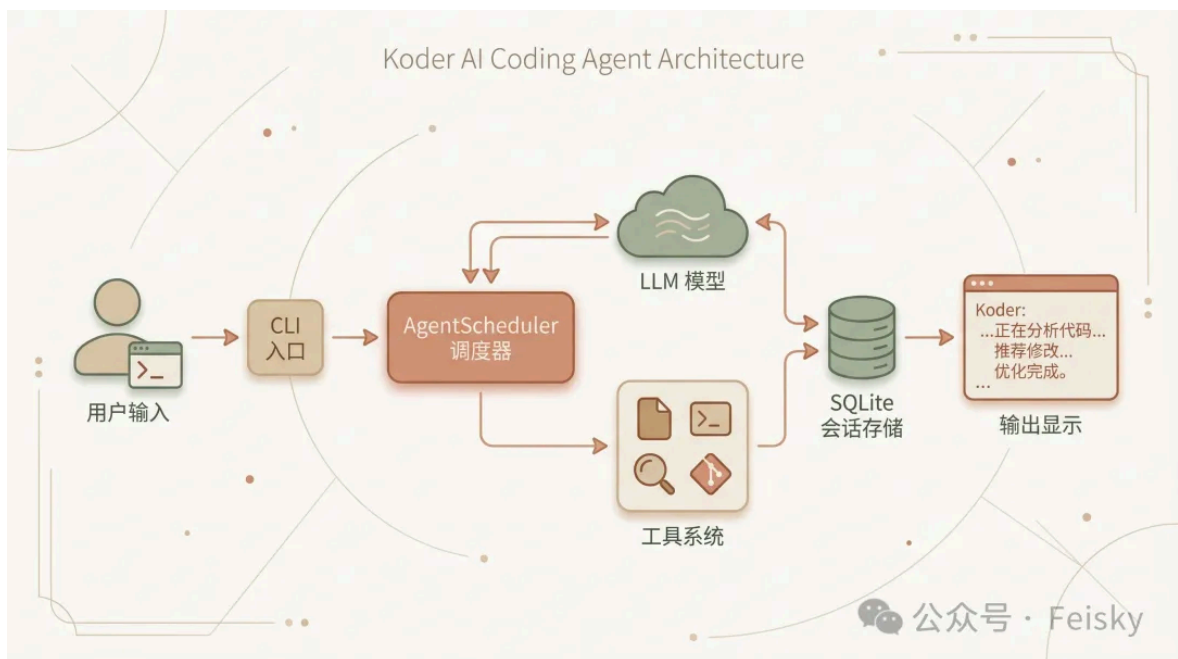 Koder AI Coding Agent Architecture
用户输入
CLI
入口
AgentScheduler
调度器
LLM 模型
工具系统
SQLite
会话存储
Koder:
...正在分析代码...
推荐修改...
优化完成。
...
输出显示
公众号 · Feisky